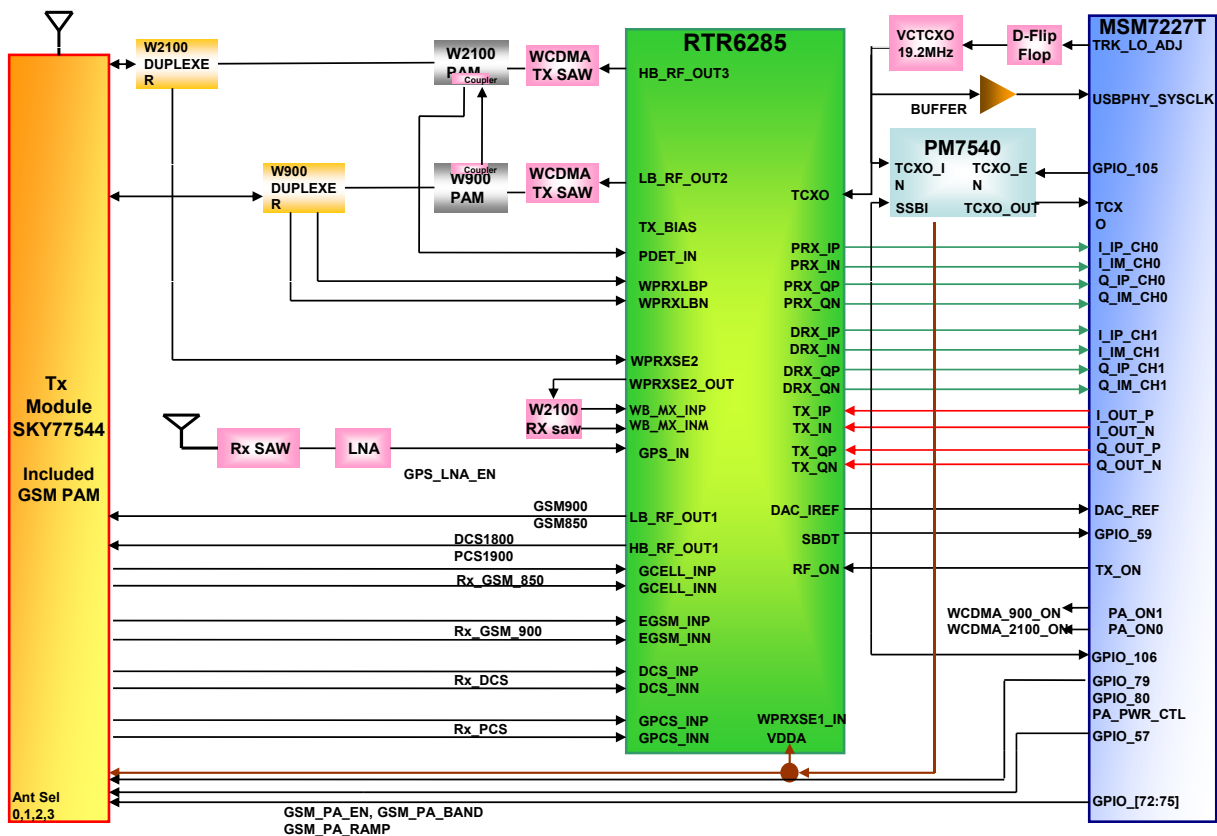 W2100
DUPLEXE
R
W2100
PAM
Coupler
WCDMA
TX SAW
RTR6285
HB_RF_OUT3
VCTCXO
19.2MHz
D-Flip
Flop
MSM7227T
TRK_LO_ADJ
BUFFER
USBPHY_SYSCLK
W900
DUPLEXE
R
Coupler
W900
PAM
WCDMA
TX SAW
LB_RF_OUT2
TCXO
PM7540
TCXO_I
N
TCXO_E
N
SSBI
TCXO_OUT
GPIO_105
TCX
O
TX_BIAS
PDET_IN
WPRXLBP
WPRXLBN
PRX_IP
PRX_IN
PRX_QP
PRX_QN
I_IP_CH0
I_IM_CH0
Q_IP_CH0
Q_IM_CH0
DRX_IP
DRX_IN
DRX_QP
DRX_QN
I_IP_CH1
I_IM_CH1
Q_IP_CH1
Q_IM_CH1
WPRXSE2
WPRXSE2_OUT
W2100
RX saw
WB_MX_INP
WB_MX_INM
TX_IP
TX_IN
TX_QP
TX_QN
I_OUT_P
I_OUT_N
Q_OUT_P
Q_OUT_N
Tx
Module
SKY77544
Included
GSM PAM
Rx SAW
LNA
GPS_IN
GPS_LNA_EN
GSM900
GSM850
LB_RF_OUT1
DAC_IREF
DAC_REF
SBDT
GPIO_59
DCS1800
PCS1900
HB_RF_OUT1
RF_ON
TX_ON
GCELL_INP
GCELL_INN
Rx_GSM_850
WCDMA_900_ON
WCDMA_2100_ON
PA_ON1
PA_ON0
EGSM_INP
EGSM_INN
Rx_GSM_900
GPIO_106
DCS_INP
DCS_INN
Rx_DCS
GPIO_79
GPIO_80
PA_PWR_CTL
GPIO_57
GPCS_INP
GPCS_INN
Rx_PCS
WPRXSE1_IN
VDDA
Ant Sel
0,1,2,3
GSM_PA_EN, GSM_PA_BAND
GSM_PA_RAMP
GPIO_[72:75]